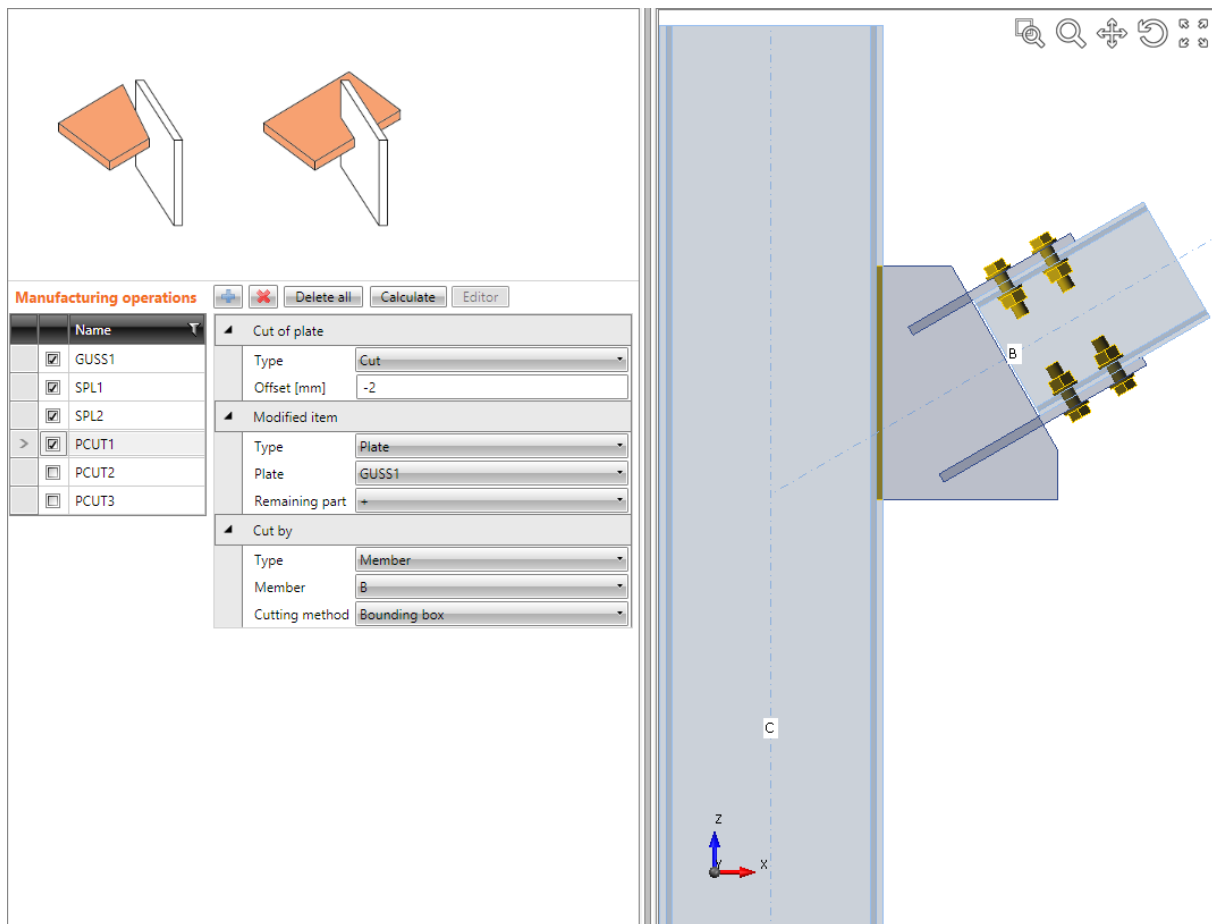 Manufacturing operations
Delete all
Calculate
Editor
Name
GUSS1
SPL1
SPL2
> PCUT1
PCUT2
PCUT3
Cut of plate
Type Cut
Offset [mm] -2
Modified item
Type Plate
Plate GUSS1
Remaining part +
Cut by
Type Member
Member B
Cutting method Bounding box
B
C
Z
Y X